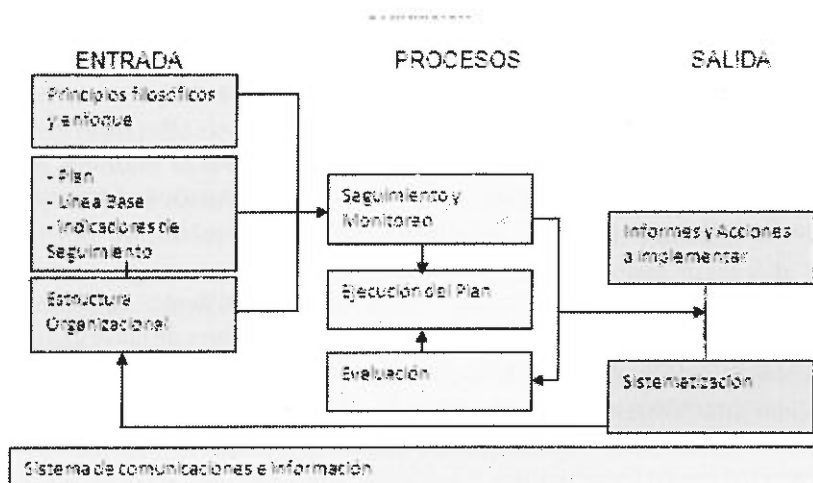 ENTRADA
PROCESOS
SALIDA
Principios filosóficos
y enfoque
- Plan
- Línea Base
- Indicadores de
Seguimiento
Estructura
Organizacional
Seguimiento y
Monitoreo
Ejecución del Plan
Evaluación
Informes y Acciones
a Implementar
Sistematización
Sistema de comunicaciones e información